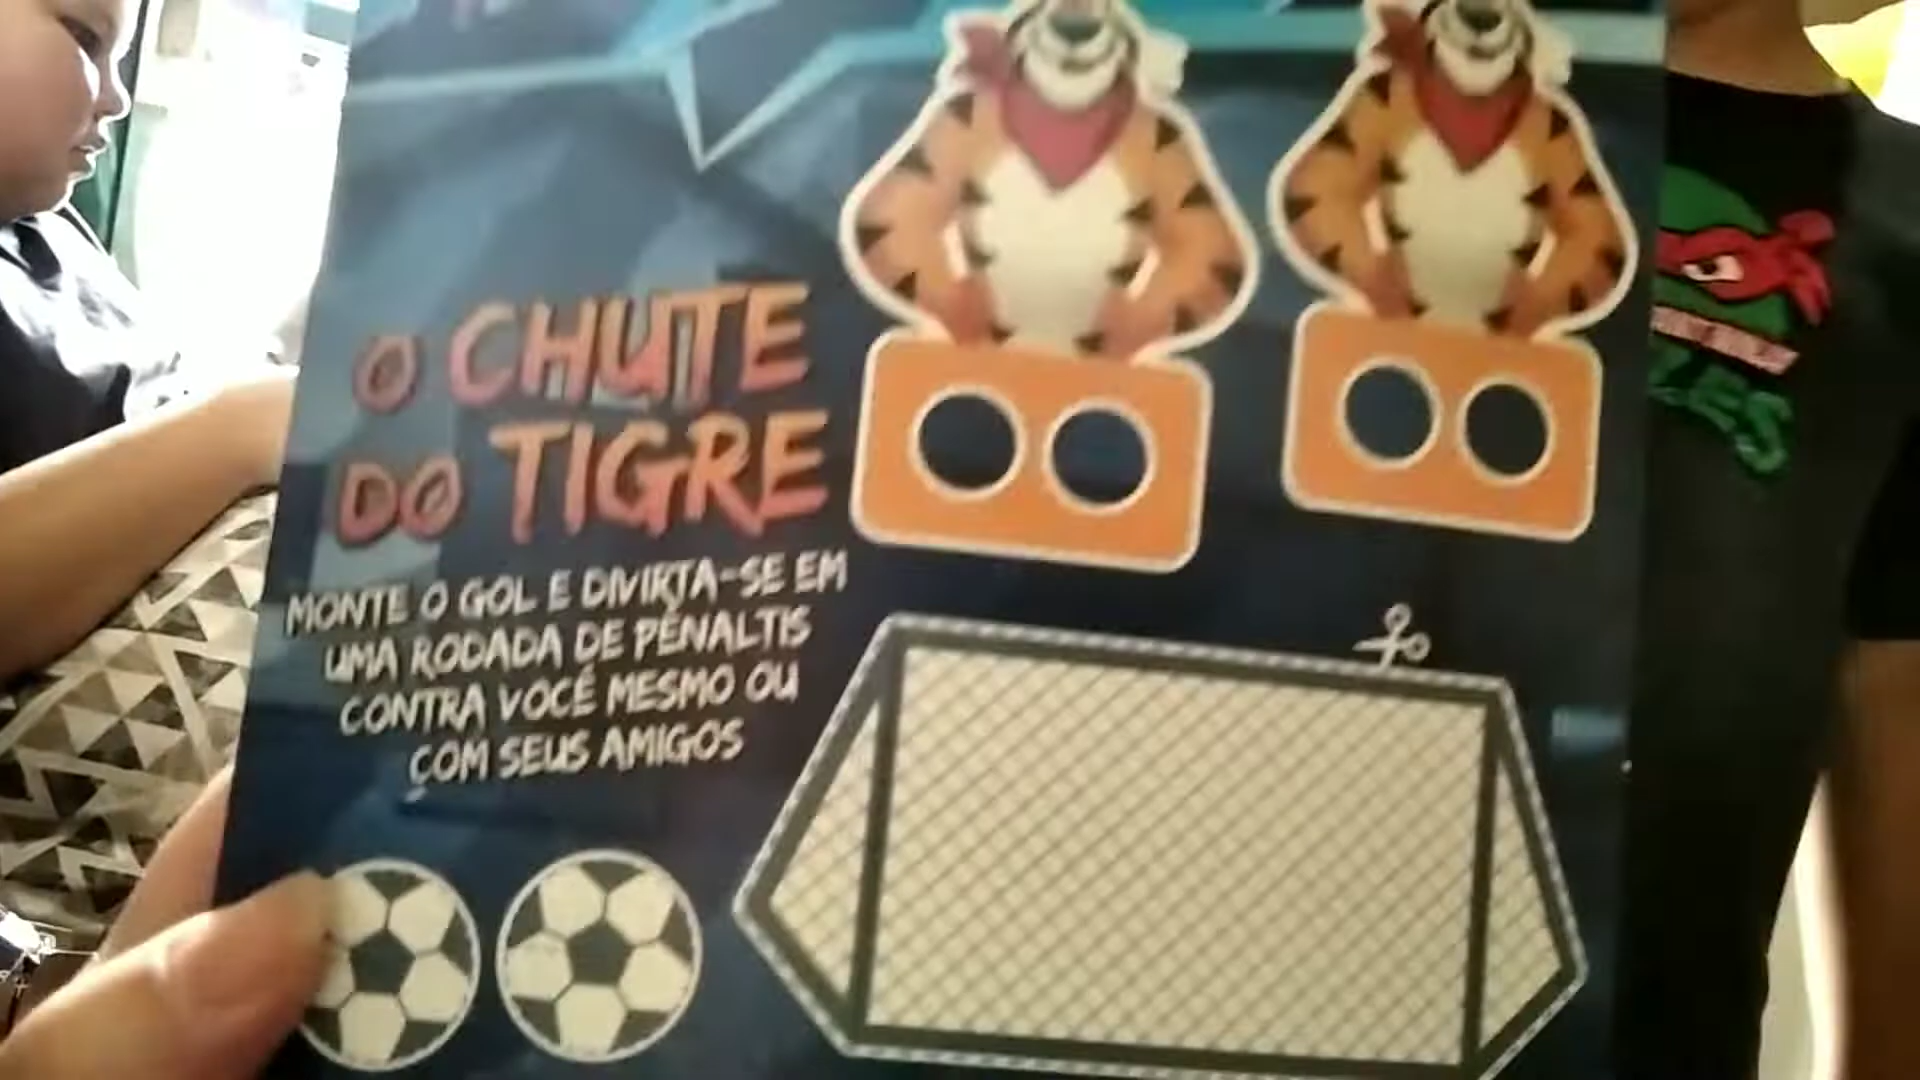 O CHUTE
DO TIGRE
MONTE O GOL E DIVIRTA-SE EM
UMA RODADA DE PÊNALTIS
CONTRA VOCÊ MESMO OU
COM SEUS AMIGOS